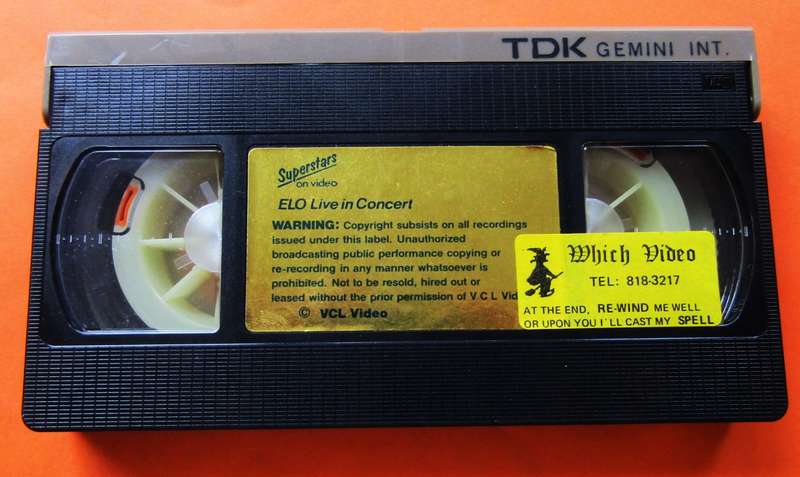 TDK GEMINI INT.
Superstars
on video
ELO Live in Concert
WARNING: Copyright subsists on all recordings
issued under this label. Unauthorized
broadcasting public performance copying or
re-recording in any manner whatsoever is
prohibited. Not to be resold, hired out or
leased without the prior permission of V C L Vid
© VCL Video
Which Video
TEL: 818-3217
AT THE END, RE-WIND ME WELL
OR UPON YOU I'LL CAST MY SPELL